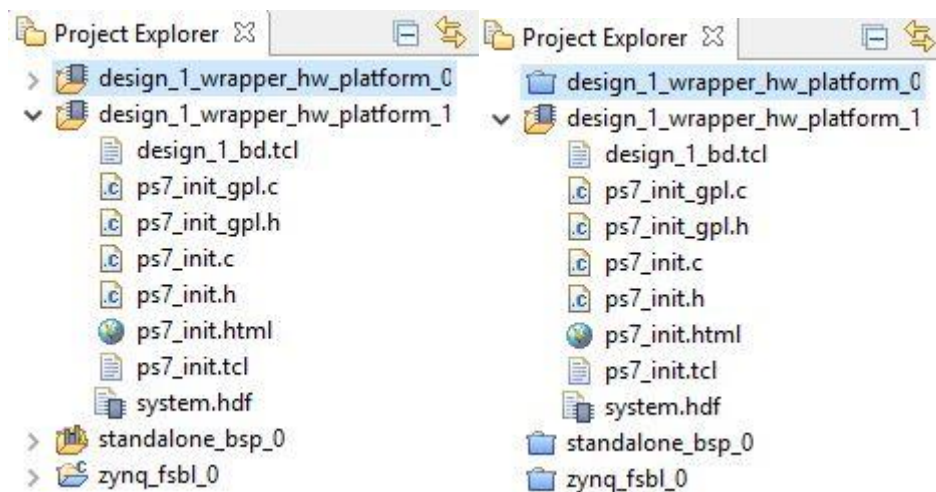 Project Explorer
design_1_wrapper_hw_platform_0
design_1_wrapper_hw_platform_1
design_1_bd.tcl
ps7_init_gpl.c
ps7_init_gpl.h
ps7_init.c
ps7_init.h
ps7_init.html
ps7_init.tcl
system.hdf
standalone_bsp_0
zynq_fsbl_0
Project Explorer
design_1_wrapper_hw_platform_0
design_1_wrapper_hw_platform_1
design_1_bd.tcl
ps7_init_gpl.c
ps7_init_gpl.h
ps7_init.c
ps7_init.h
ps7_init.html
ps7_init.tcl
system.hdf
standalone_bsp_0
zynq_fsbl_0